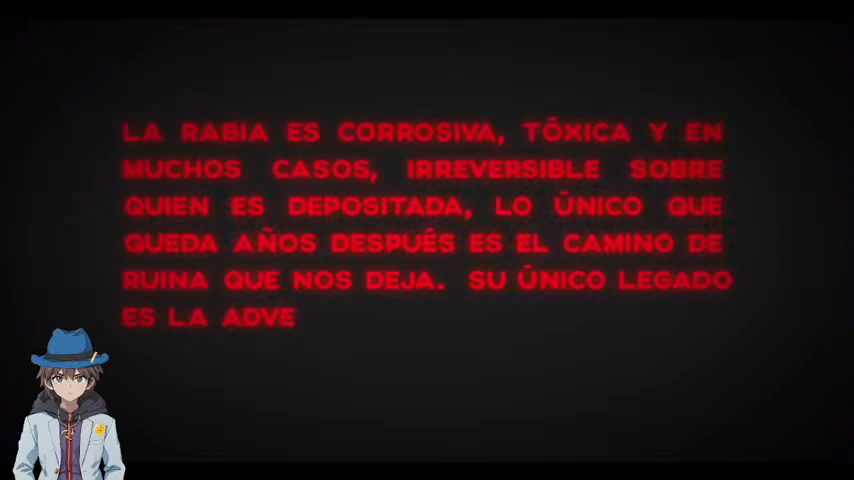 LA RABIA ES CORROSIVA, TÓXICA Y EN
MUCHOS CASOS, IRREVERSIBLE SOBRE
QUIEN ES DEPOSITADA, LO ÚNICO QUE
QUEDA AÑOS DESPUÉS ES EL CAMINO DE
RUINA QUE NOS DEJA. SU ÚNICO LEGADO
ES LA ADVE